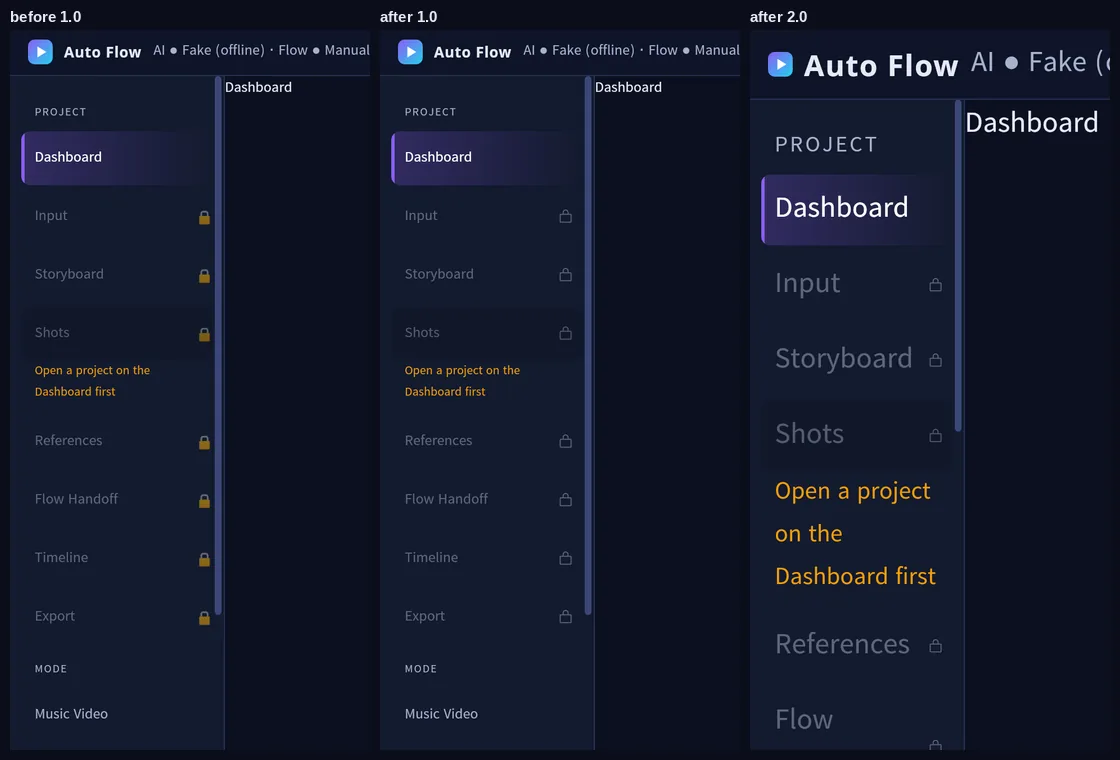 before 1.0
Auto Flow AI ● Fake (offline) · Flow ● Manual
PROJECT
Dashboard
Dashboard
Input
Storyboard
Shots
Open a project on the
Dashboard first
References
Flow Handoff
Timeline
Export
MODE
Music Video
after 1.0
Auto Flow AI ● Fake (offline) · Flow ● Manual
PROJECT
Dashboard
Dashboard
Input
Storyboard
Shots
Open a project on the
Dashboard first
References
Flow Handoff
Timeline
Export
MODE
Music Video
after 2.0
Auto Flow AI ● Fake (
PROJECT
Dashboard
Dashboard
Input
Storyboard
Shots
Open a project
on the
Dashboard first
References
Flow